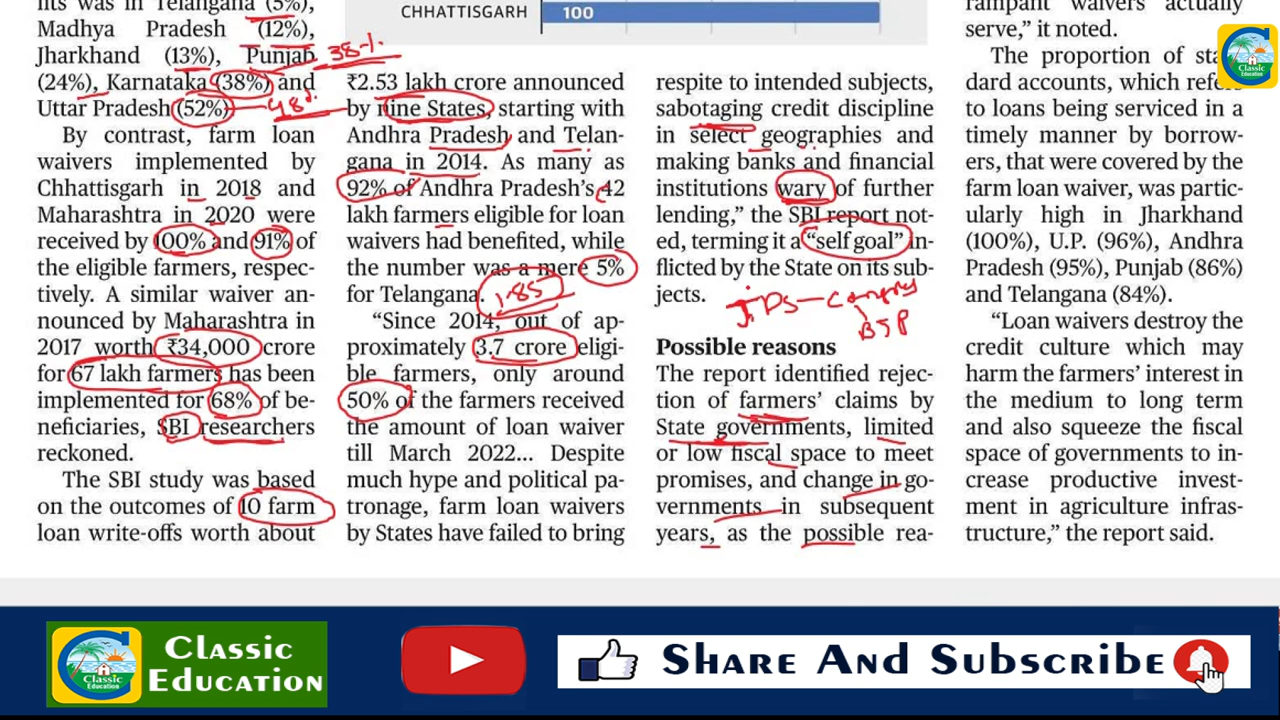 fits was in Telangana (5%),
Madhya Pradesh (12%),
Jharkhand (13%), Punjab
(24%), Karnataka (38%) and
Uttar Pradesh (52%)
38%
48%
By contrast, farm loan
waivers implemented by
Chhattisgarh in 2018 and
Maharashtra in 2020 were
received by 100% and 91% of
the eligible farmers, respec-
tively. A similar waiver an-
nounced by Maharashtra in
2017 worth ₹34,000 crore
for 67 lakh farmers has been
implemented for 68% of be-
neficiaries, SBI researchers
reckoned.
The SBI study was based
on the outcomes of 10 farm
loan write-offs worth about
CHHATTISGARH 100
₹2.53 lakh crore announced
by nine States, starting with
Andhra Pradesh and Telan-
gana in 2014. As many as
92% of Andhra Pradesh's 42
lakh farmers eligible for loan
waivers had benefited, while
the number was a mere 5%
for Telangana.
1.85
“Since 2014, out of ap-
proximately 3.7 crore eligi-
ble farmers, only around
50% of the farmers received
the amount of loan waiver
till March 2022... Despite
much hype and political pa-
tronage, farm loan waivers
by States have failed to bring
respite to intended subjects,
sabotaging credit discipline
in select geographies and
making banks and financial
institutions wary of further
lending,” the SBI report not-
ed, terming it a “self goal” in-
flicted by the State on its sub-
jects.
JDS
BJP
Possible reasons
The report identified rejec-
tion of farmers' claims by
State governments, limited
or low fiscal space to meet
promises, and change in go-
vernments in subsequent
years, as the possible rea-
rampant waivers actually
serve,” it noted.
The proportion of stan-
dard accounts, which refers
to loans being serviced in a
timely manner by borrow-
ers, that were covered by the
farm loan waiver, was partic-
ularly high in Jharkhand
(100%), U.P. (96%), Andhra
Pradesh (95%), Punjab (86%)
and Telangana (84%).
“Loan waivers destroy the
credit culture which may
harm the farmers' interest in
the medium to long term
and also squeeze the fiscal
space of governments to in-
crease productive invest-
ment in agriculture infras-
tructure,” the report said.
Classic
Education
Classic
Education
CLASSIC
EDUCATION
SHARE AND SUBSCRIBE